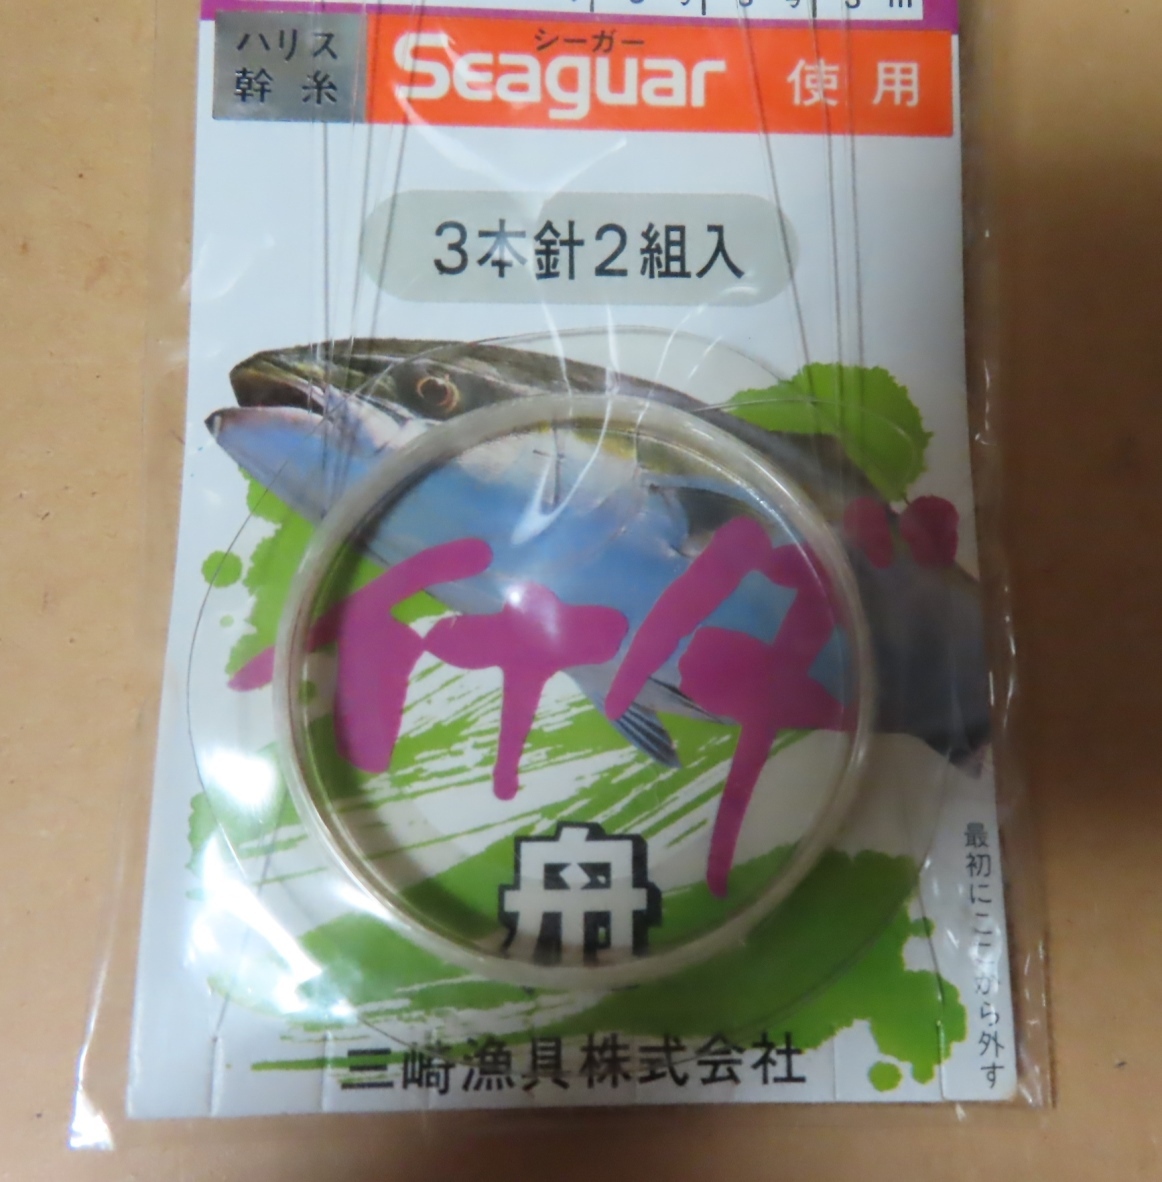 ハリス
幹糸
シーガー
Seaguar 使用
3本針2組入
イナダ
舟
最初にここから外す
三崎漁具株式会社